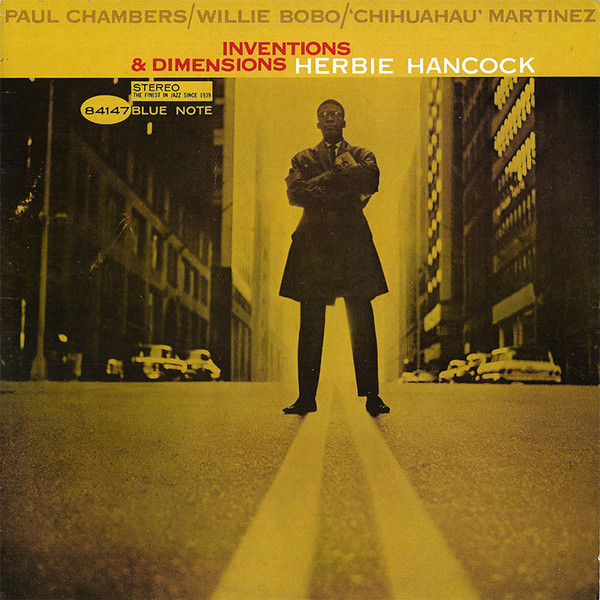 PAUL CHAMBERS/WILLIE BOBO/'CHIHUAHAU' MARTINEZ
INVENTIONS
& DIMENSIONS HERBIE HANCOCK
STEREO
THE FINEST IN JAZZ SINCE 1939
84147 BLUE NOTE